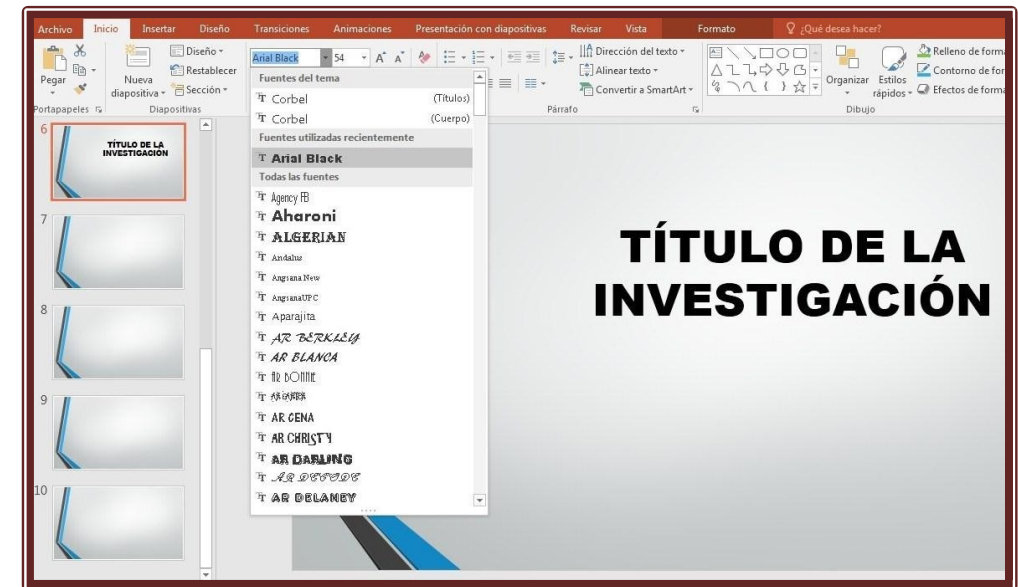 Archivo Inicio Insertar Diseño Transiciones Animaciones Presentación con diapositivas Revisar Vista Formato ¿Qué desea hacer?
Pegar
Portapapeles
Nueva diapositiva
Diseño
Restablecer
Sección
Diapositivas
Arial Black 54
Dirección del texto
Alinear texto
Convertir a SmartArt
Párrafo
Organizar
Estilos rápidos
Relleno de forma
Contorno de for
Efectos de forma
Dibujo
Fuentes del tema
Corbel (Títulos)
Corbel (Cuerpo)
Fuentes utilizadas recientemente
Arial Black
Todas las fuentes
Agency FB
Aharoni
ALGERIAN
Andalus
Angsana New
AngsanaUPC
Aparajita
AR BERKLEY
AR BLANCA
AR BONNIE
AR CENA
AR CHRISTY
AR DARLING
AR DECODE
AR DELANEY
6
TÍTULO DE LA
INVESTIGACIÓN
7
8
9
10
TÍTULO DE LA
INVESTIGACIÓN